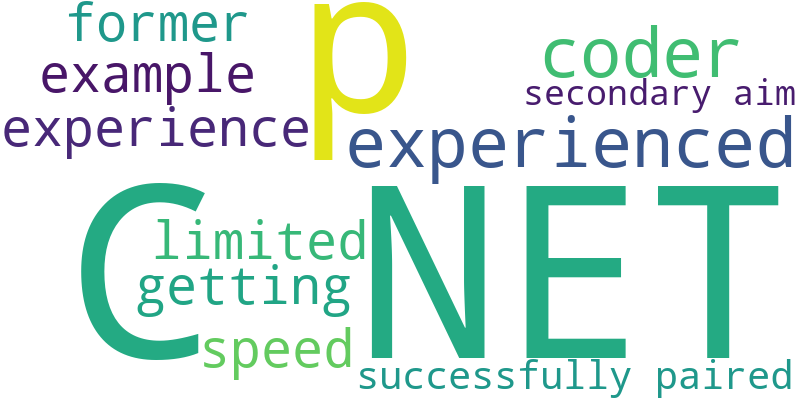 former
p
coder
example
secondary aim
experience
experienced
C NET
limited
getting
speed
successfully paired